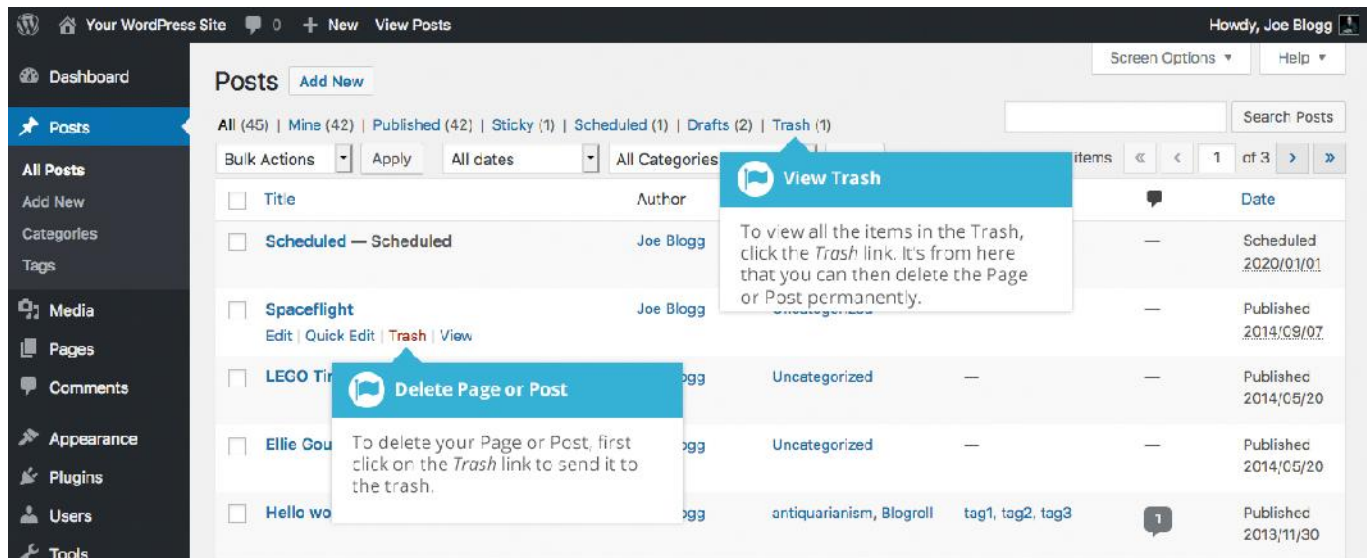 Your WordPress Site 0 + New View Posts Howdy, Joe Blogg
Dashboard
Posts
All Posts
Add New
Categories
Tags
Media
Pages
Comments
Appearance
Plugins
Users
Tools
Screen Options ▼ Help ▼
Posts Add New
All (45) | Mine (42) | Published (42) | Sticky (1) | Scheduled (1) | Drafts (2) | Trash (1)
Search Posts
Bulk Actions Apply All dates All Categories items « ‹ 1 of 3 › »
Title Author Date
Scheduled — Scheduled Joe Blogg — Scheduled
2020/01/01
Spaceflight Joe Blogg Uncategorized — Published
Edit | Quick Edit | Trash | View 2014/09/07
LEGO Uncategorized — — Published
2014/05/20
Ellie Uncategorized — — Published
2014/05/20
Hello antiquarianism, Blogroll tag1, tag2, tag3 1 Published
2013/11/30
View Trash
To view all the items in the Trash,
click the Trash link. It's from here
that you can then delete the Page
or Post permanently.
Delete Page or Post
To delete your Page or Post, first
click on the Trash link to send it to
the trash.